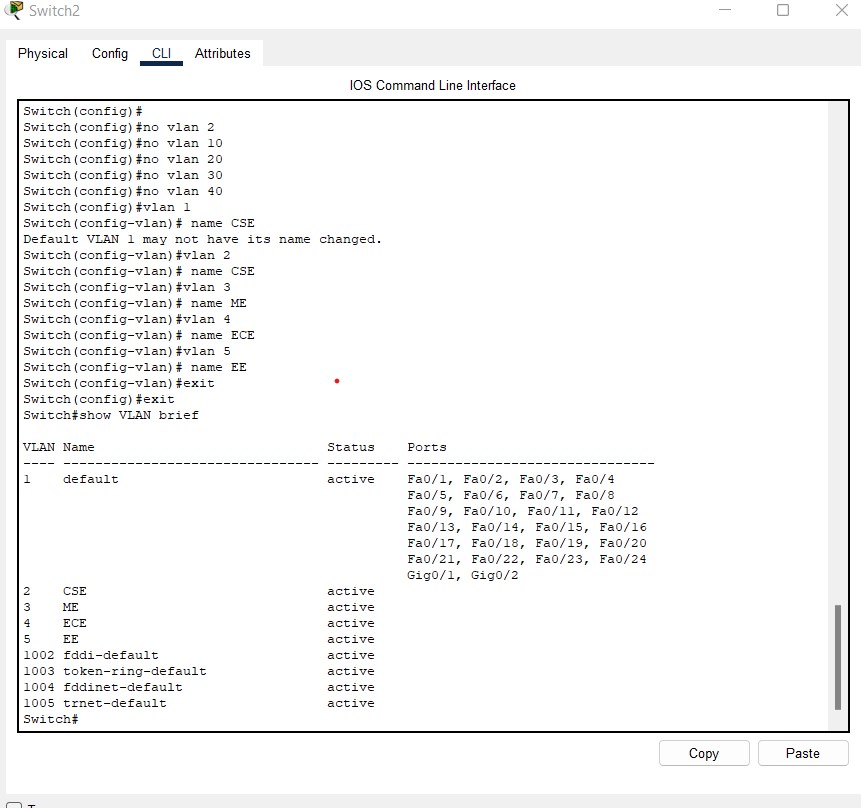 Switch2
Physical Config CLI Attributes
IOS Command Line Interface
Switch(config)#
Switch(config)#no vlan 2
Switch(config)#no vlan 10
Switch(config)#no vlan 20
Switch(config)#no vlan 30
Switch(config)#no vlan 40
Switch(config)#vlan 1
Switch(config-vlan)# name CSE
Default VLAN 1 may not have its name changed.
Switch(config-vlan)#vlan 2
Switch(config-vlan)# name CSE
Switch(config-vlan)#vlan 3
Switch(config-vlan)# name ME
Switch(config-vlan)#vlan 4
Switch(config-vlan)# name ECE
Switch(config-vlan)#vlan 5
Switch(config-vlan)# name EE
Switch(config-vlan)#exit
Switch(config)#exit
Switch#show VLAN brief
VLAN Name                             Status    Ports
---- -------------------------------- --------- -------------------------------
1    default                          active    Fa0/1, Fa0/2, Fa0/3, Fa0/4
                                                Fa0/5, Fa0/6, Fa0/7, Fa0/8
                                                Fa0/9, Fa0/10, Fa0/11, Fa0/12
                                                Fa0/13, Fa0/14, Fa0/15, Fa0/16
                                                Fa0/17, Fa0/18, Fa0/19, Fa0/20
                                                Fa0/21, Fa0/22, Fa0/23, Fa0/24
                                                Gig0/1, Gig0/2
2    CSE                              active
3    ME                               active
4    ECE                              active
5    EE                               active
1002 fddi-default                     active
1003 token-ring-default               active
1004 fddinet-default                  active
1005 trnet-default                    active
Switch#
Copy Paste